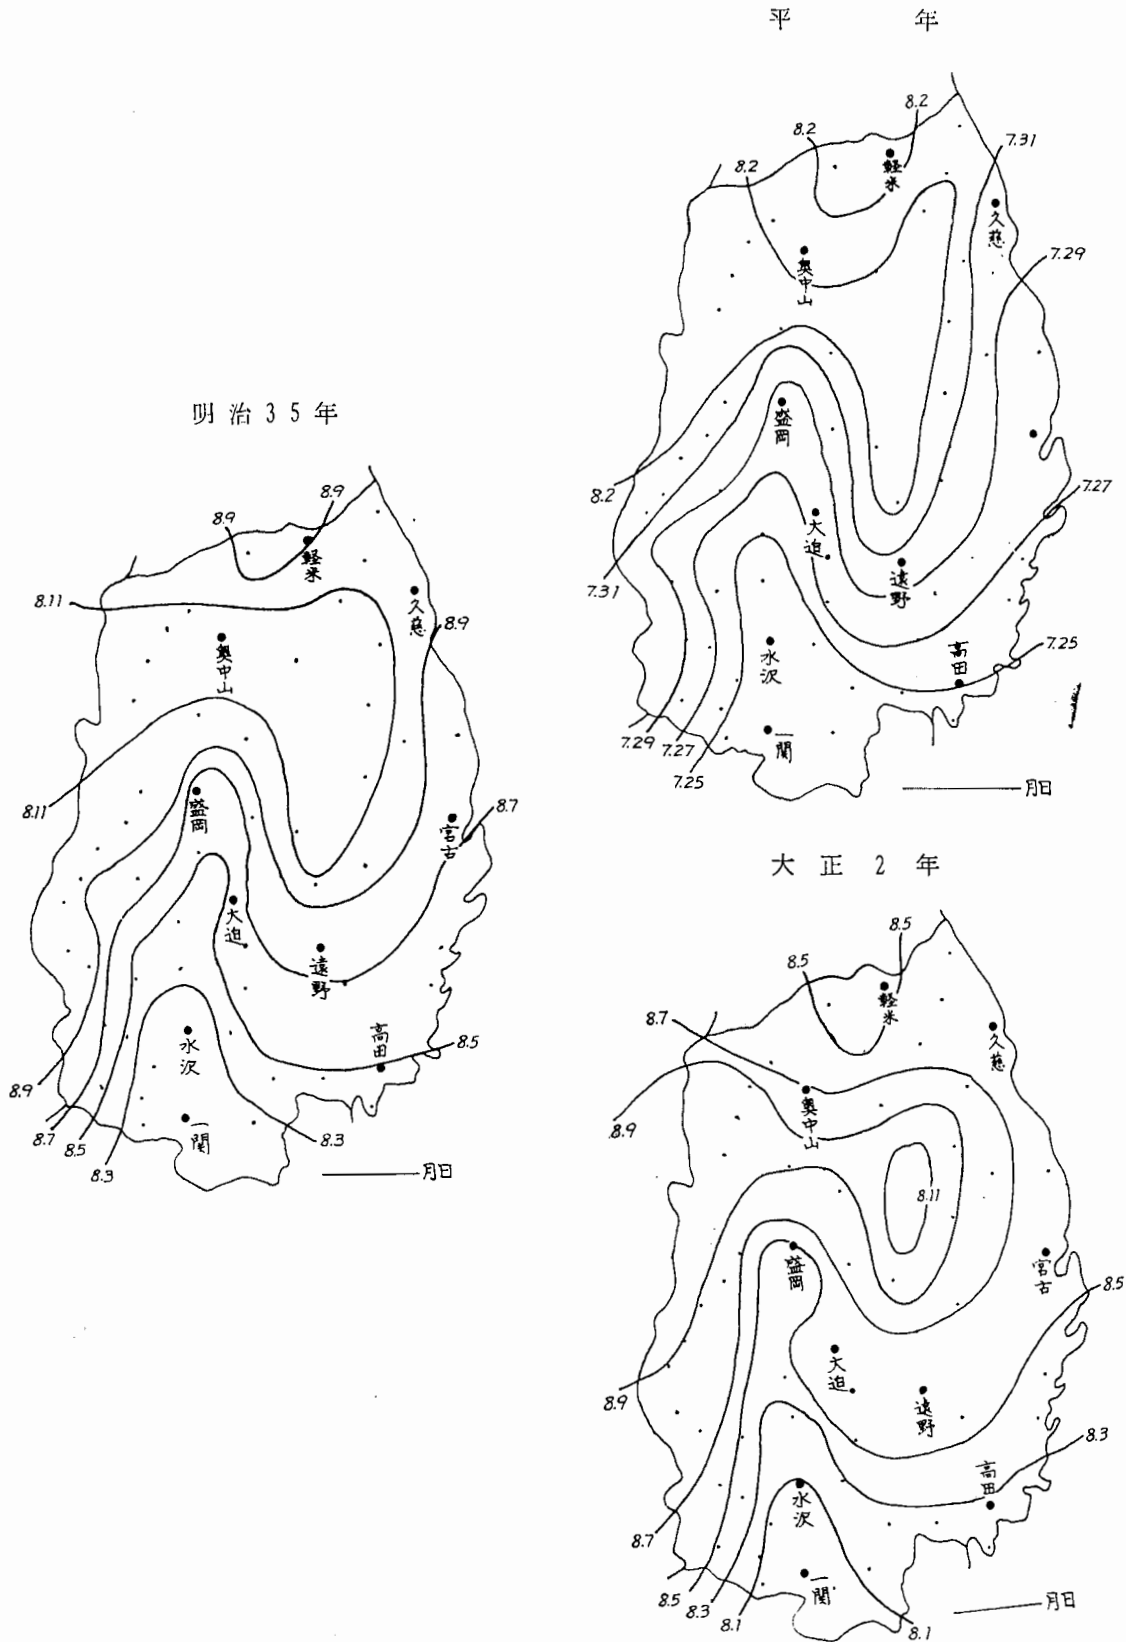 平年
8.2
8.2
8.2
7.31
軽米
久慈
奥中山
7.29
盛岡
7.27
8.2
大迫
遠野
7.31
水沢
高田
7.25
一関
7.29
7.27
7.25
月日
明治35年
8.9
8.9
軽米
8.11
久慈
8.9
奥中山
8.11
盛岡
宮古
8.7
大迫
遠野
水沢
高田
8.5
8.9
一関
8.7
8.5
8.3
8.3
月日
大正2年
8.5
8.5
軽米
8.7
久慈
奥中山
8.9
8.11
盛岡
宮古
8.5
大迫
8.9
遠野
8.3
高田
水沢
8.7
一関
8.5
8.3
8.1
8.1
月日